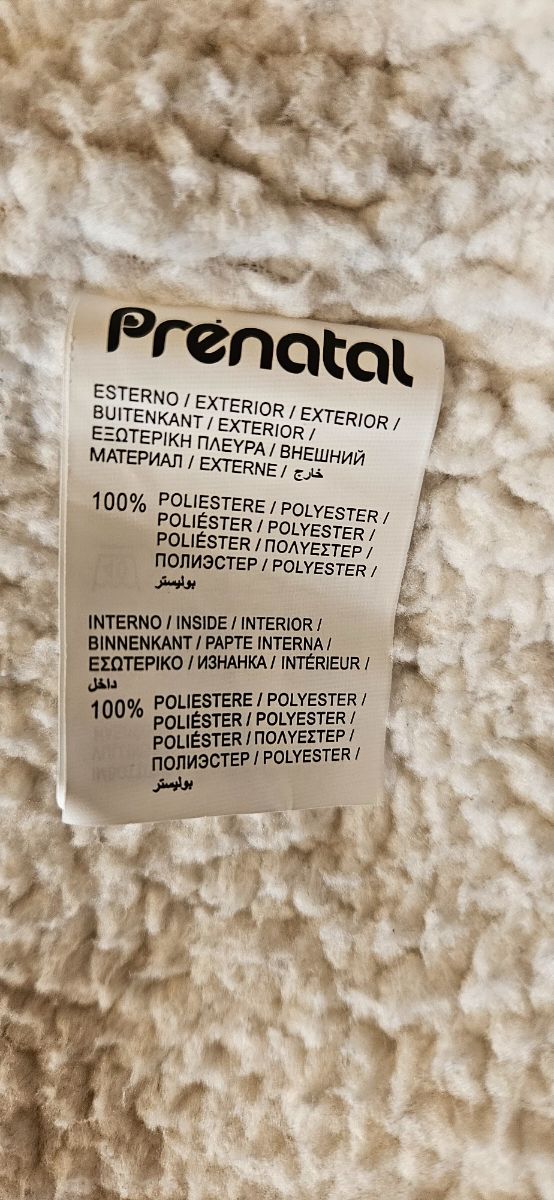 Prénatal
ESTERNO / EXTERIOR / EXTERIOR /
BUITENKANT / EXTERIOR /
ΕΞΩΤΕΡΙΚΗ ΠΛΕΥΡΑ / ВНЕШНИЙ
МАТЕРИАЛ / EXTERNE / خارج
100% POLIESTERE / POLYESTER /
POLIÉSTER / POLYESTER /
POLIÉSTER / ΠΟΛΥΕΣΤΕΡ /
ПОЛИЭСТЕР / POLYESTER /
بوليستر
INTERNO / INSIDE / INTERIOR /
BINNENKANT / PAPTE INTERNA /
ΕΣΩΤΕΡΙΚΟ / ИЗНАНКА / INTÉRIEUR /
داخل
100% POLIESTERE / POLYESTER /
POLIÉSTER / POLYESTER /
POLIÉSTER / ΠΟΛΥΕΣΤΕΡ /
ПОЛИЭСТЕР / POLYESTER /
بوليستر